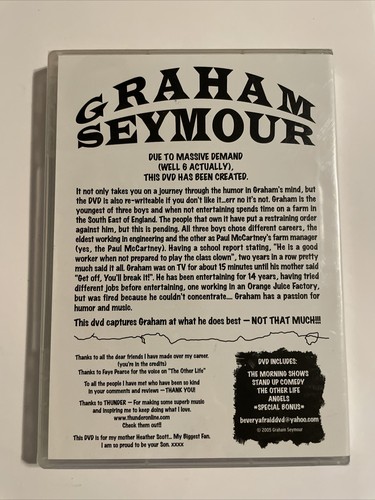 GRAHAM
SEYMOUR
DUE TO MASSIVE DEMAND
(WELL 6 ACTUALLY),
THIS DVD HAS BEEN CREATED.
It not only takes you on a journey through the humor in Graham's mind, but
the DVD is also re-writeable if you don't like it..err no it's not. Graham is the
youngest of three boys and when not entertaining spends time on a farm in
the South East of England. The people that own it have put a restraining order
against him, but this is pending. All three boys chose different careers, the
eldest working in engineering and the other as Paul McCartney's farm manager
(yes, the Paul McCartney). Having a school report stating, "He is a good
worker when not prepared to play the class clown", two years in a row pretty
much said it all. Graham was on TV for about 15 minutes until his mother said
"Get off, You'll break it!". He has been entertaining for 14 years, having tried
different jobs before entertaining, one working in an Orange Juice Factory,
but was fired because he couldn't concentrate... Graham has a passion for
humor and music.
This dvd captures Graham at what he does best – NOT THAT MUCH!!!
Thanks to all the dear friends I have made over my career.
(you're in the credits)
Thanks to Faye Pearse for the voice on "The Other Life"
To all the people I have met who have been so kind
in your comments and reviews – THANK YOU!
Thanks to THUNDER – For making some superb music
and inspiring me to keep doing what I love.
www.thunderonline.com
Check them out!!
This DVD is for my mother Heather Scott.. My Biggest Fan.
I am so proud to be your Son. xxxx
DVD INCLUDES:
THE MORNING SHOWS
STAND UP COMEDY
THE OTHER LIFE
ANGELS
*SPECIAL BONUS*
beveryafraiddvd@yahoo.com
© 2005 Graham Seymour